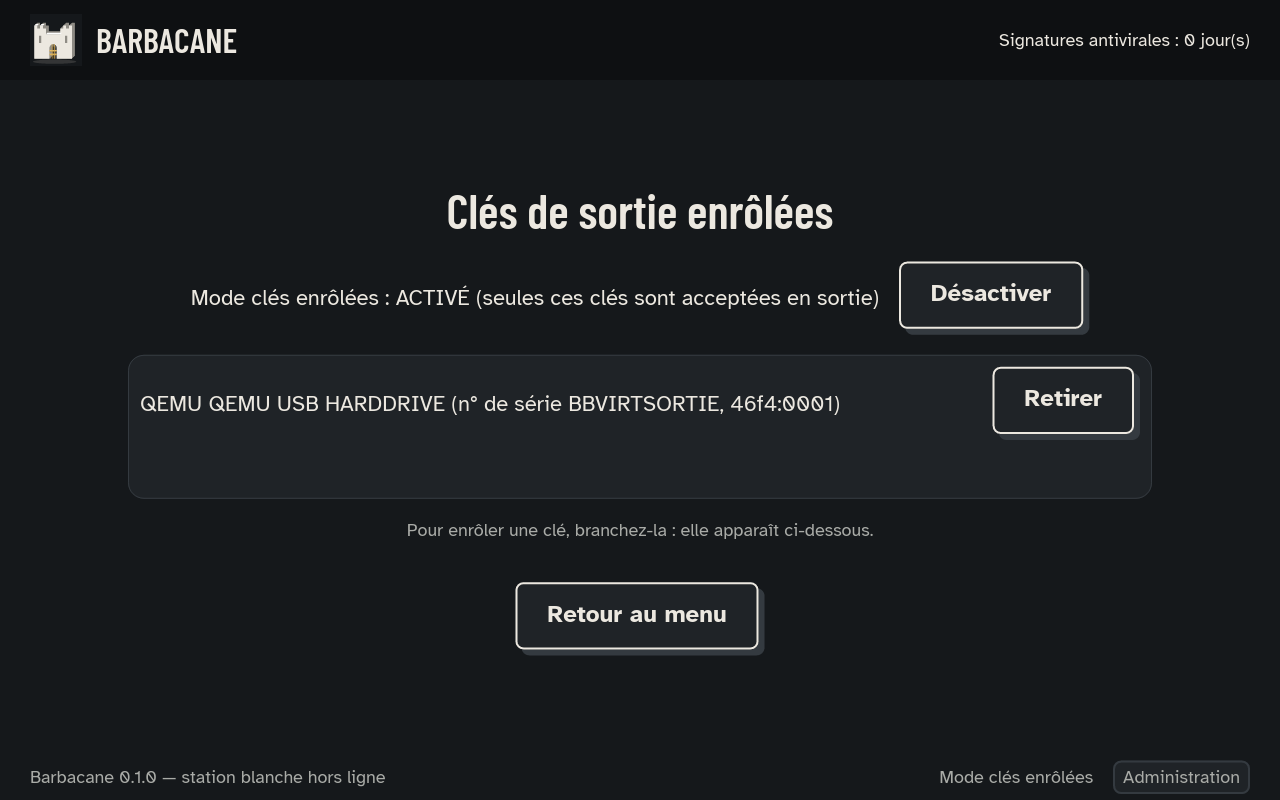 BARBACANE
Signatures antivirales : 0 jour(s)
Clés de sortie enrôlées
Mode clés enrôlées : ACTIVÉ (seules ces clés sont acceptées en sortie)
Désactiver
QEMU QEMU USB HARDDRIVE (n° de série BBVIRTSORTIE, 46f4:0001)
Retirer
Pour enrôler une clé, branchez-la : elle apparaît ci-dessous.
Retour au menu
Barbacane 0.1.0 — station blanche hors ligne
Mode clés enrôlées
Administration